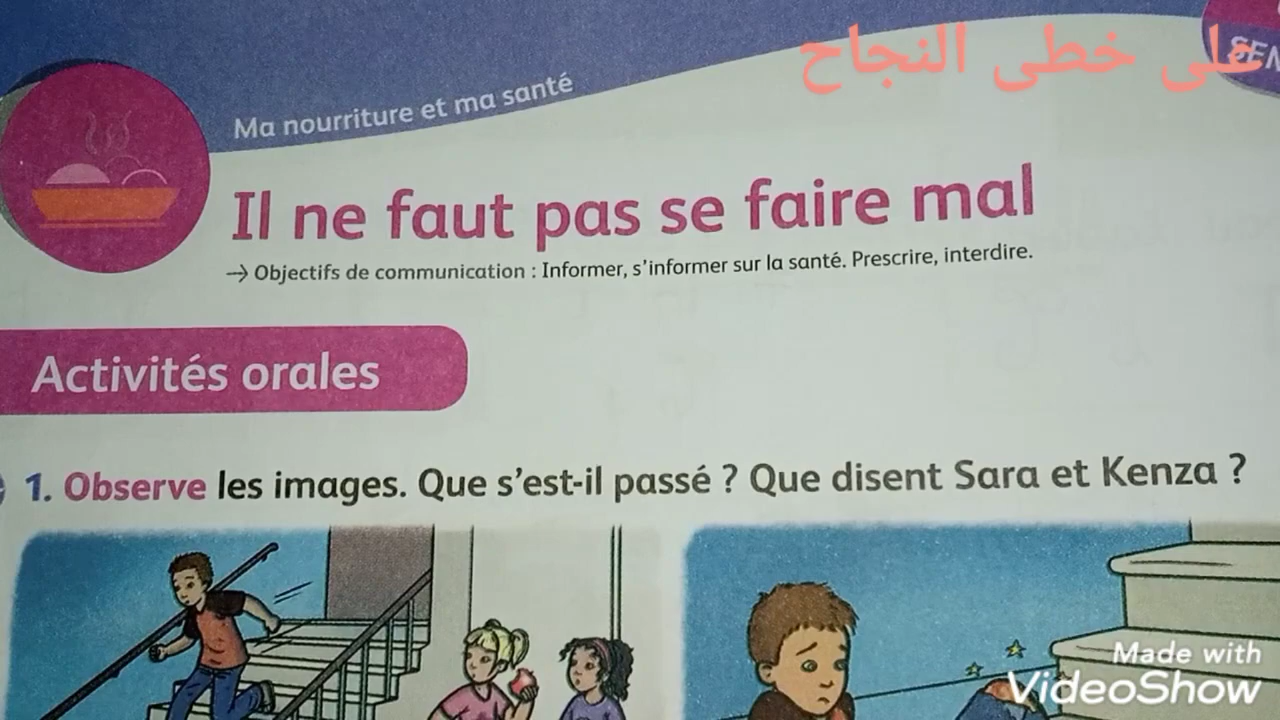 على خطى النجاح
SEM
Ma nourriture et ma santé
Il ne faut pas se faire mal
→ Objectifs de communication : Informer, s'informer sur la santé. Prescrire, interdire.
Activités orales
1. Observe les images. Que s'est-il passé ? Que disent Sara et Kenza ?
Made with
VideoShow